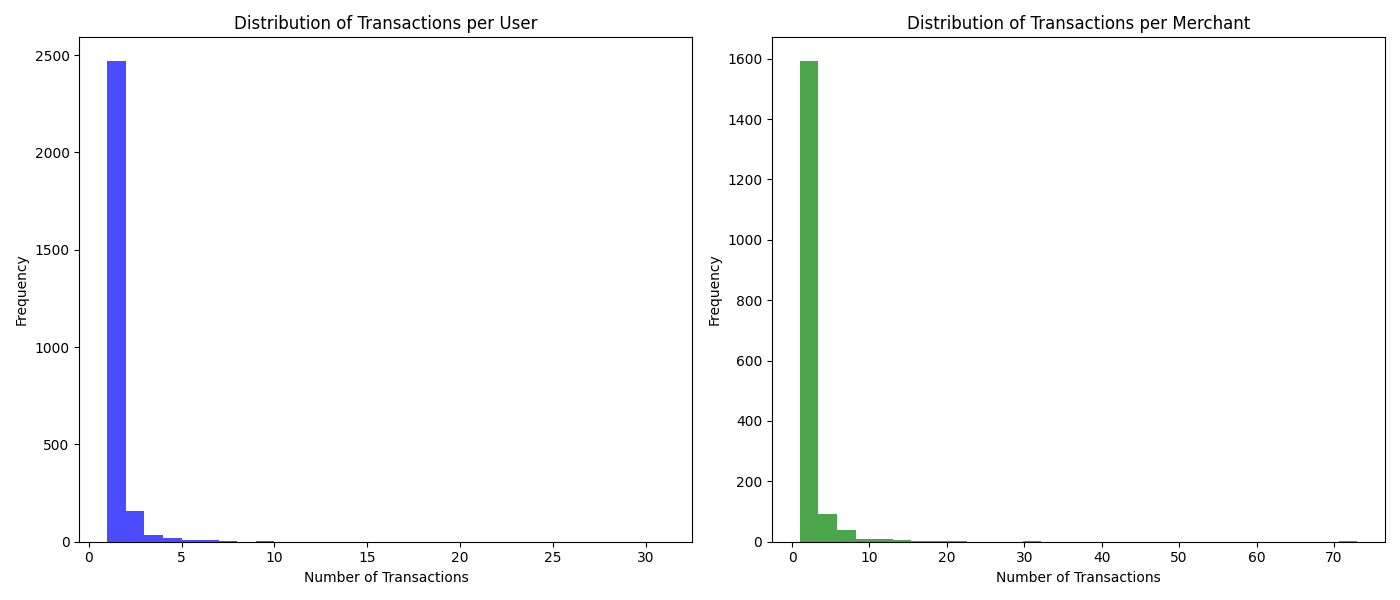 Distribution of Transactions per User
Frequency
2500
2000
1500
1000
500
0
0 5 10 15 20 25 30
Number of Transactions
Distribution of Transactions per Merchant
Frequency
1600
1400
1200
1000
800
600
400
200
0
0 10 20 30 40 50 60 70
Number of Transactions